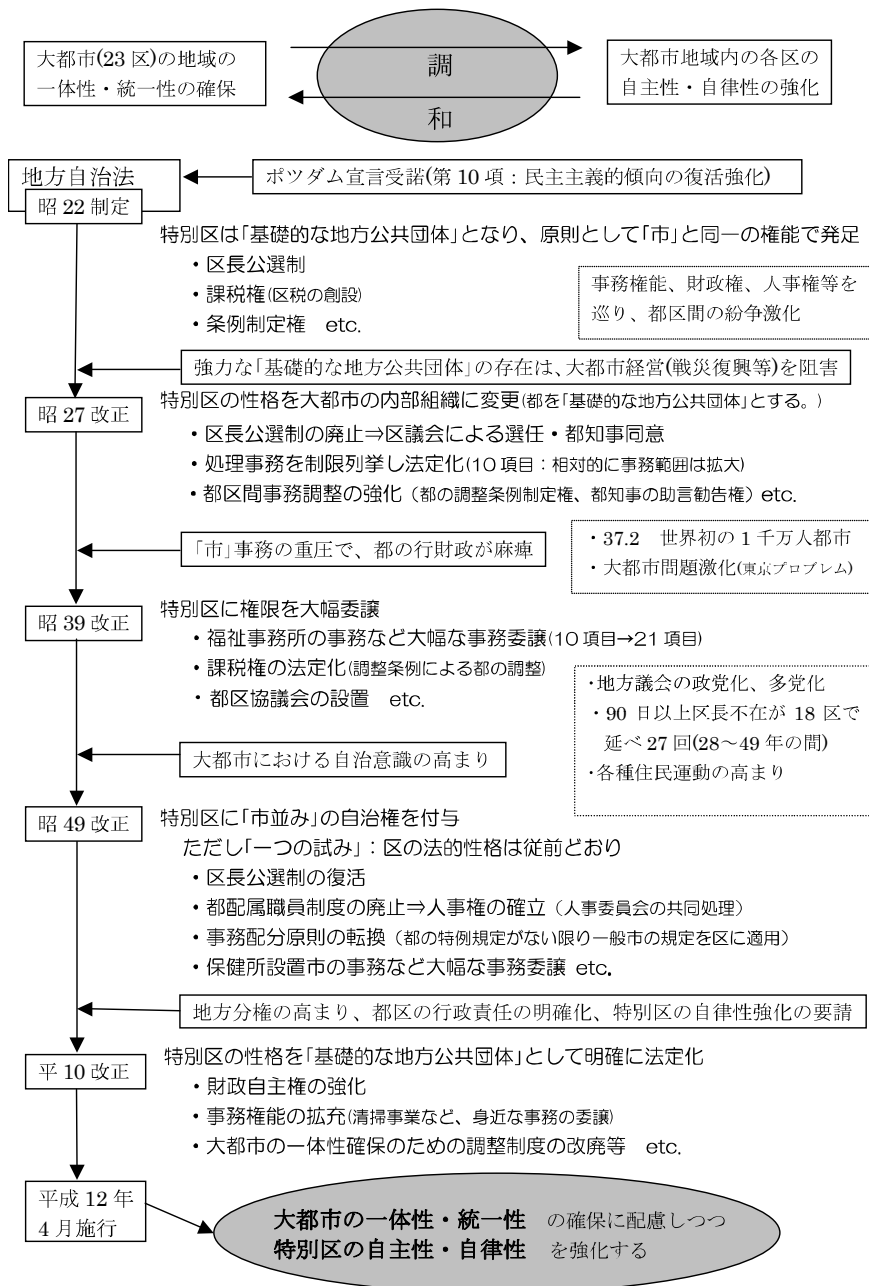 大都市(23区)の地域の
一体性・統一性の確保
調
和
大都市地域内の各区の
自主性・自律性の強化
地方自治法
昭22制定
ポツダム宣言受諾(第10項：民主主義的傾向の復活強化)
特別区は「基礎的な地方公共団体」となり、原則として「市」と同一の権能で発足
・区長公選制
・課税権(区税の創設)
・条例制定権　etc.
事務権能、財政権、人事権等を
巡り、都区間の紛争激化
強力な「基礎的な地方公共団体」の存在は、大都市経営(戦災復興等)を阻害
昭27改正
特別区の性格を大都市の内部組織に変更(都を「基礎的な地方公共団体」とする。)
・区長公選制の廃止⇒区議会による選任・都知事同意
・処理事務を制限列挙し法定化(10項目：相対的に事務範囲は拡大)
・都区間事務調整の強化（都の調整条例制定権、都知事の助言勧告権）etc.
「市」事務の重圧で、都の行財政が麻痺
・37.2　世界初の1千万人都市
・大都市問題激化(東京プロブレム)
昭39改正
特別区に権限を大幅委譲
・福祉事務所の事務など大幅な事務委譲(10項目→21項目)
・課税権の法定化(調整条例による都の調整)
・都区協議会の設置　etc.
・地方議会の政党化、多党化
・90日以上区長不在が18区で
延べ27回(28～49年の間)
・各種住民運動の高まり
大都市における自治意識の高まり
昭49改正
特別区に「市並み」の自治権を付与
ただし「一つの試み」：区の法的性格は従前どおり
・区長公選制の復活
・都配属職員制度の廃止⇒人事権の確立（人事委員会の共同処理）
・事務配分原則の転換（都の特例規定がない限り一般市の規定を区に適用）
・保健所設置市の事務など大幅な事務委譲 etc.
地方分権の高まり、都区の行政責任の明確化、特別区の自律性強化の要請
平10改正
特別区の性格を「基礎的な地方公共団体」として明確に法定化
・財政自主権の強化
・事務権能の拡充(清掃事業など、身近な事務の委譲)
・大都市の一体性確保のための調整制度の改廃等　etc.
平成12年
4月施行
大都市の一体性・統一性　の確保に配慮しつつ
特別区の自主性・自律性　を強化する